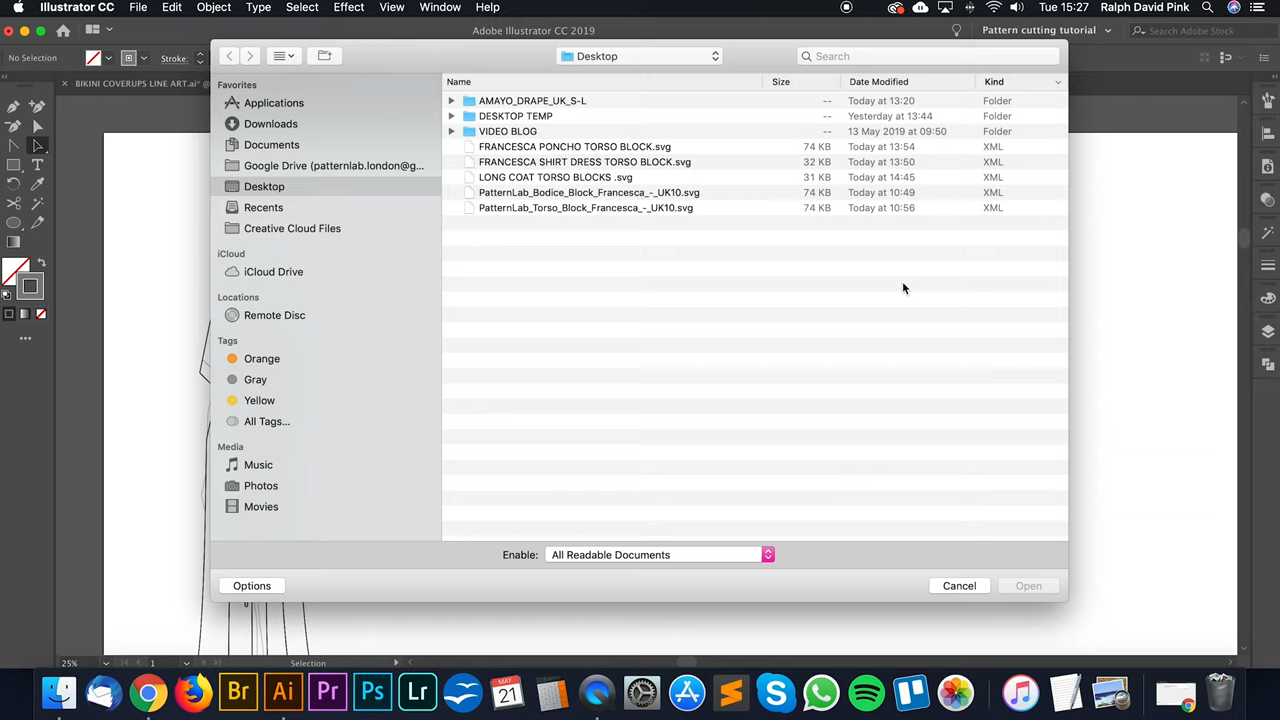 Illustrator CC File Edit Object Type Select Effect View Window Help Tue 15:27 Ralph David Pink
Adobe Illustrator CC 2019 Pattern cutting tutorial Search Adobe Stock
No Selection Stroke:
BIKINI COVERUPS LINE ART.ai* @
Desktop
Search
Favorites
Applications
Downloads
Documents
Google Drive (patternlab.london@g...
Desktop
Recents
Creative Cloud Files
iCloud
iCloud Drive
Locations
Remote Disc
Tags
Orange
Gray
Yellow
All Tags...
Media
Music
Photos
Movies
Name Size Date Modified Kind
AMAYO_DRAPE_UK_S-L -- Today at 13:20 Folder
DESKTOP TEMP -- Yesterday at 13:44 Folder
VIDEO BLOG -- 13 May 2019 at 09:50 Folder
FRANCESCA PONCHO TORSO BLOCK.svg 74 KB Today at 13:54 XML
FRANCESCA SHIRT DRESS TORSO BLOCK.svg 32 KB Today at 13:50 XML
LONG COAT TORSO BLOCKS .svg 31 KB Today at 14:45 XML
PatternLab_Bodice_Block_Francesca_-_UK10.svg 74 KB Today at 10:49 XML
PatternLab_Torso_Block_Francesca_-_UK10.svg 74 KB Today at 10:56 XML
Enable: All Readable Documents
Options Cancel Open
25% 1 Selection
Br Ai Pr Ps Lr MAY 21